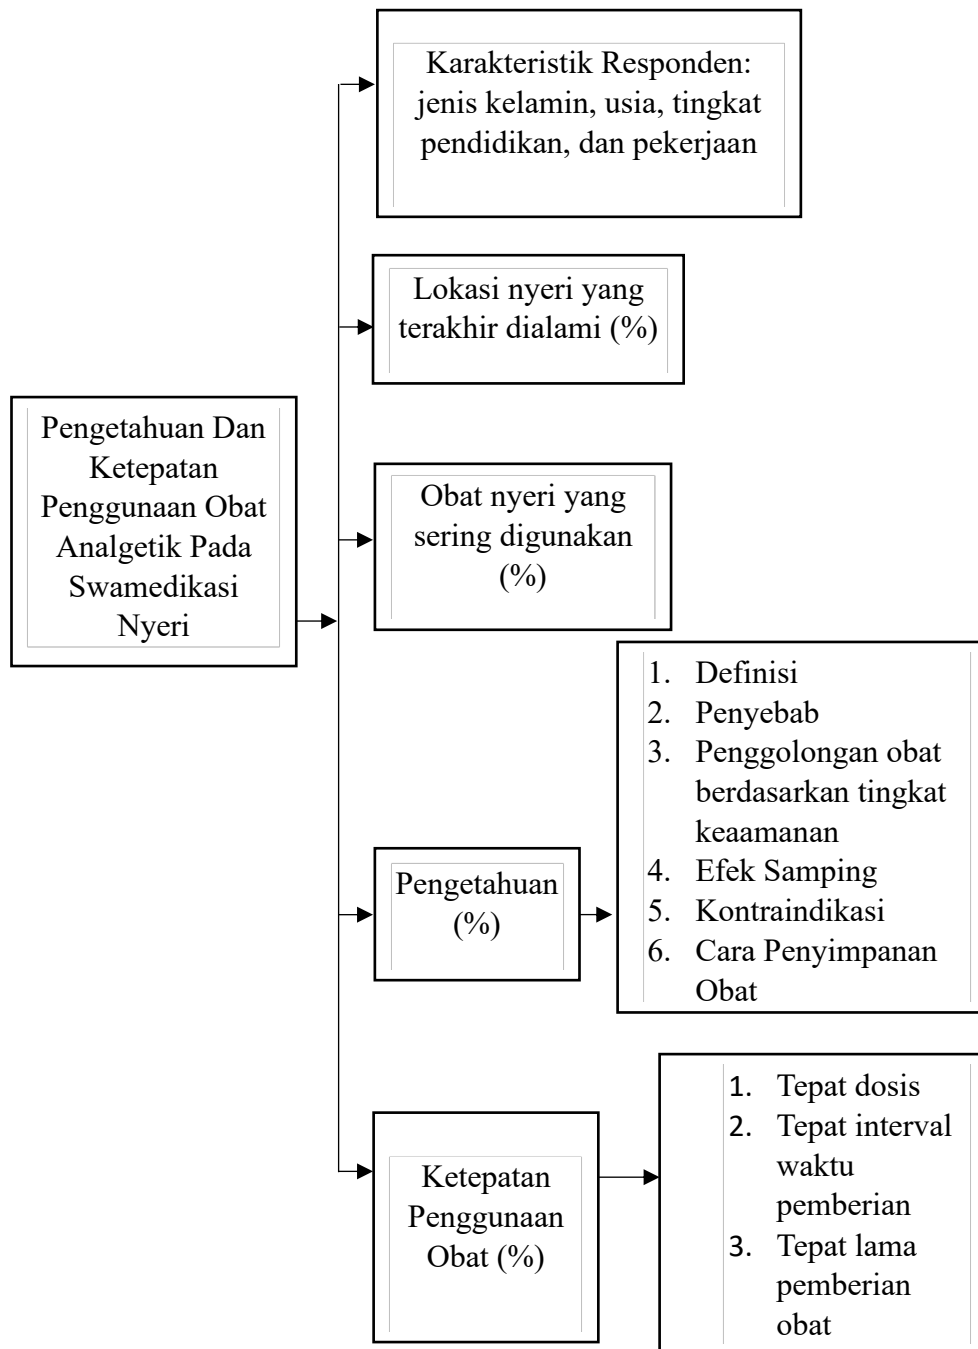 Karakteristik Responden:
jenis kelamin, usia, tingkat
pendidikan, dan pekerjaan
Lokasi nyeri yang
terakhir dialami (%)
Pengetahuan Dan
Ketepatan
Penggunaan Obat
Analgetik Pada
Swamedikasi
Nyeri
Obat nyeri yang
sering digunakan
(%)
Pengetahuan
(%)
1. Definisi
2. Penyebab
3. Penggolongan obat
berdasarkan tingkat
keaamanan
4. Efek Samping
5. Kontraindikasi
6. Cara Penyimpanan
Obat
Ketepatan
Penggunaan
Obat (%)
1. Tepat dosis
2. Tepat interval
waktu
pemberian
3. Tepat lama
pemberian
obat